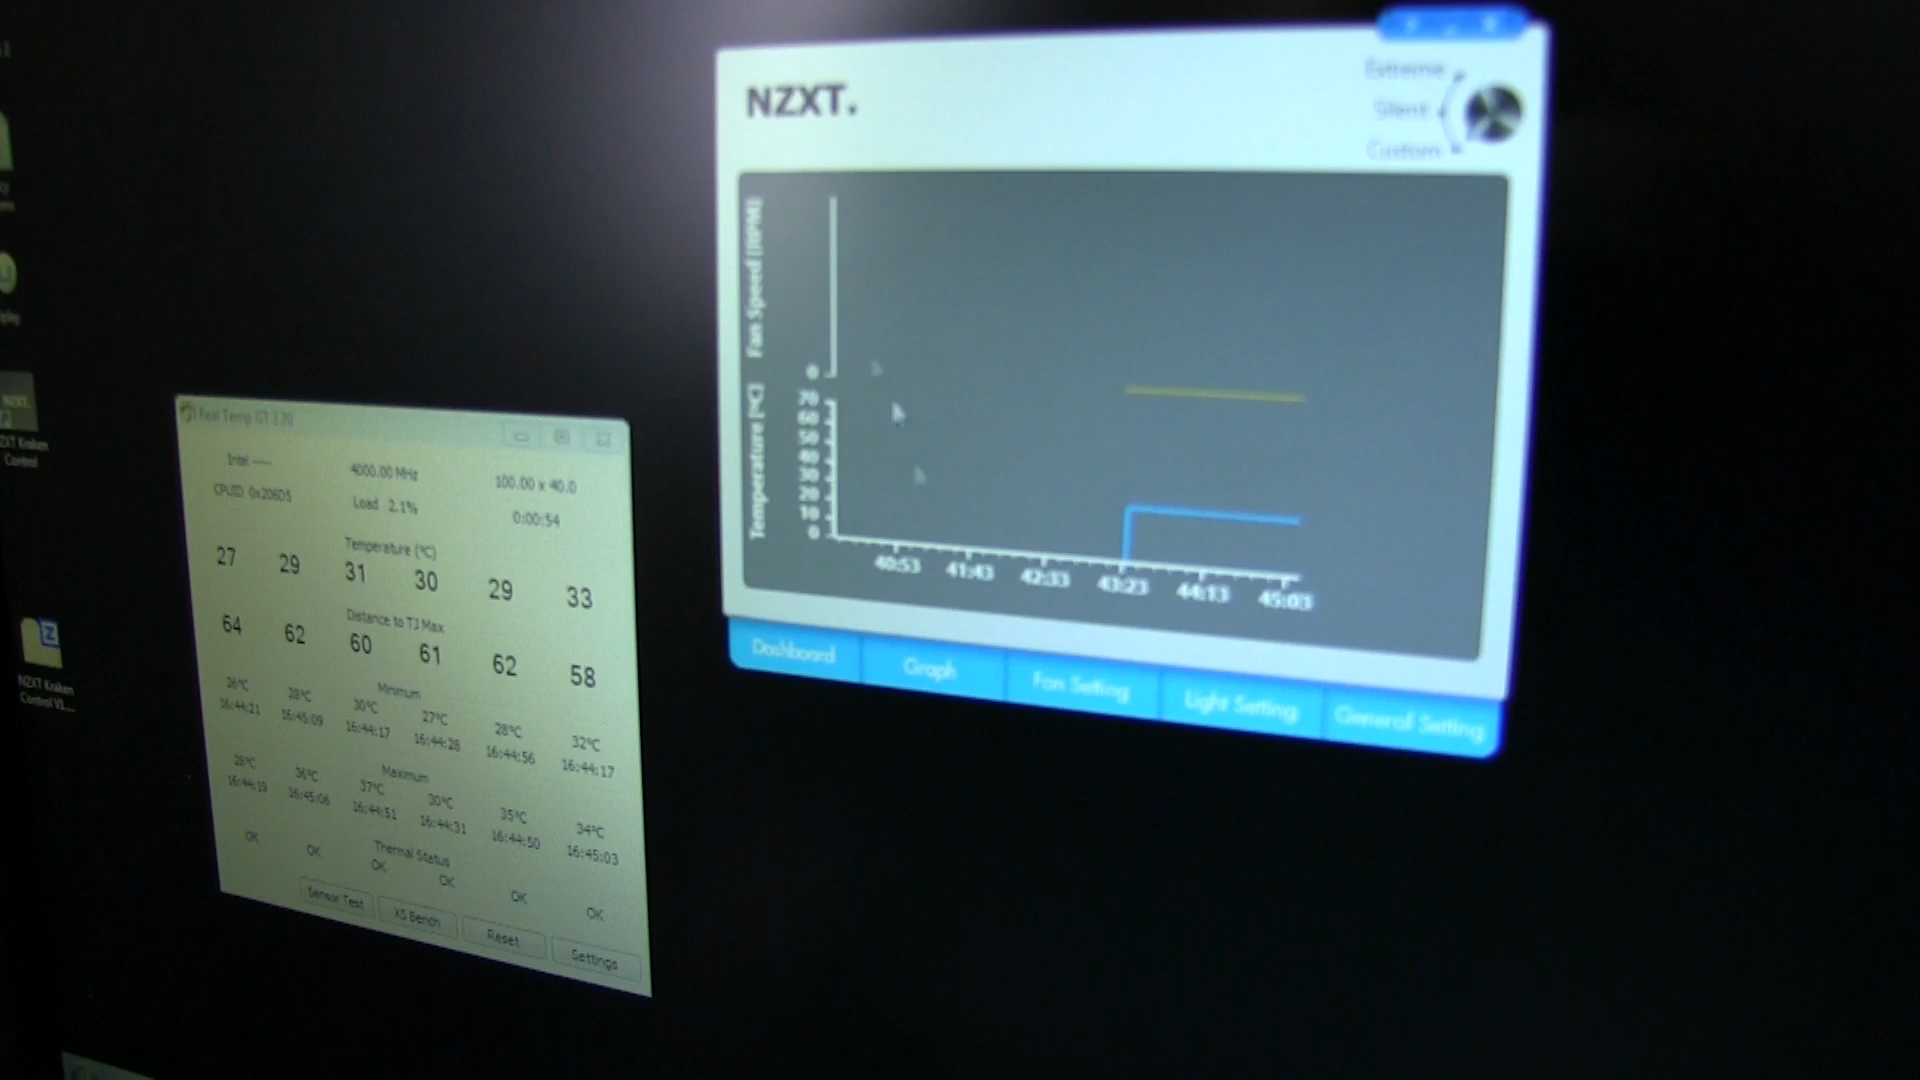 Real Temp GT 3.70
Intel ----
4000.00 MHz
100.00 x 40.0
CPUID 0x206D5
Load 2.1%
0:00:54
Temperature (°C)
27 29 31 30 29 33
Distance to TJ Max
64 62 60 61 62 58
Minimum
26°C 28°C 30°C 27°C 28°C 32°C
16:44:21 16:45:09 16:44:17 16:44:28 16:44:56 16:44:17
Maximum
28°C 36°C 37°C 30°C 35°C 34°C
16:44:19 16:45:06 16:44:51 16:44:31 16:44:50 16:45:03
Thermal Status
OK OK OK OK OK OK
Sensor Test
XS Bench
Reset
Settings
NZXT.
Extreme
Silent
Custom
Fan Speed [RPM]
0
Temperature [°C]
70
60
50
40
30
20
10
0
40:53 41:43 42:33 43:23 44:13 45:03
Dashboard
Graph
Fan Setting
Light Setting
General Setting
NZXT.
Kraken
Control
NZXT Kraken
Control V1....